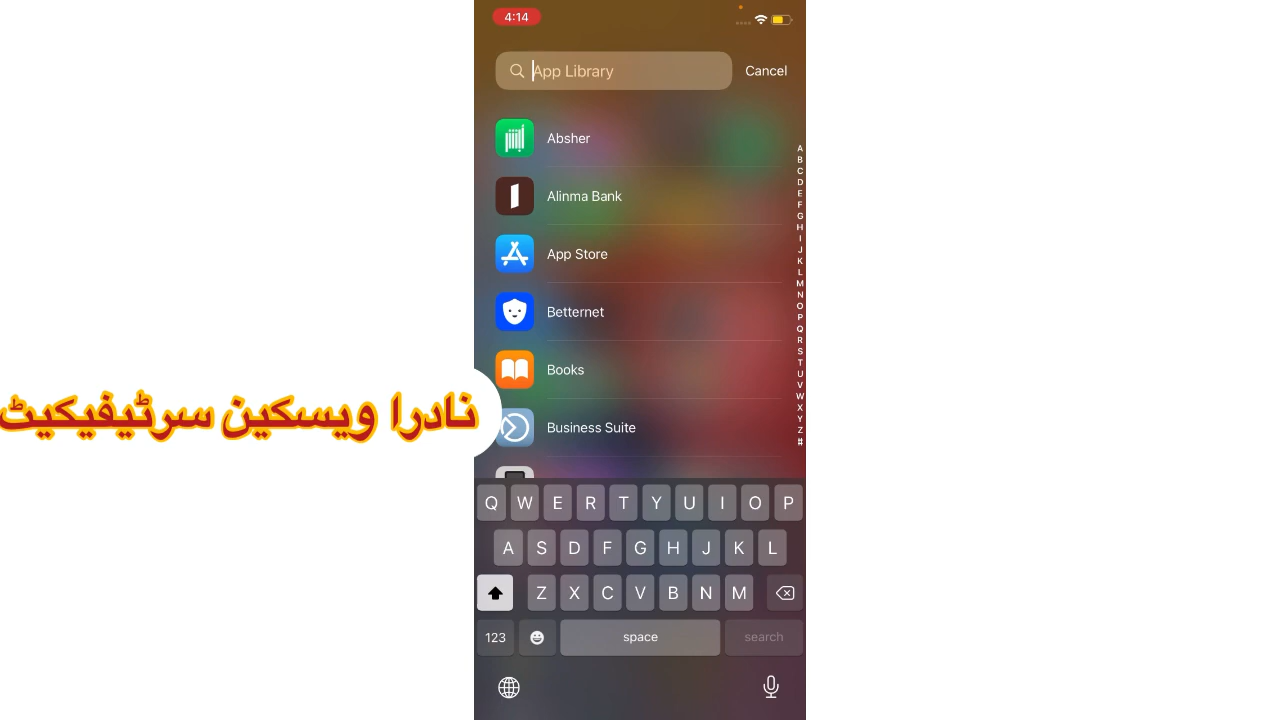 4:14
App Library
Cancel
Absher
Alinma Bank
App Store
Betternet
Books
Business Suite
A
B
C
D
E
F
G
H
I
J
K
L
M
N
O
P
Q
R
S
T
U
V
W
X
Y
Z
#
نادرا ویسکین سرٹیفیکیٹ
Q W E R T Y U I O P
A S D F G H J K L
Z X C V B N M
123 space search